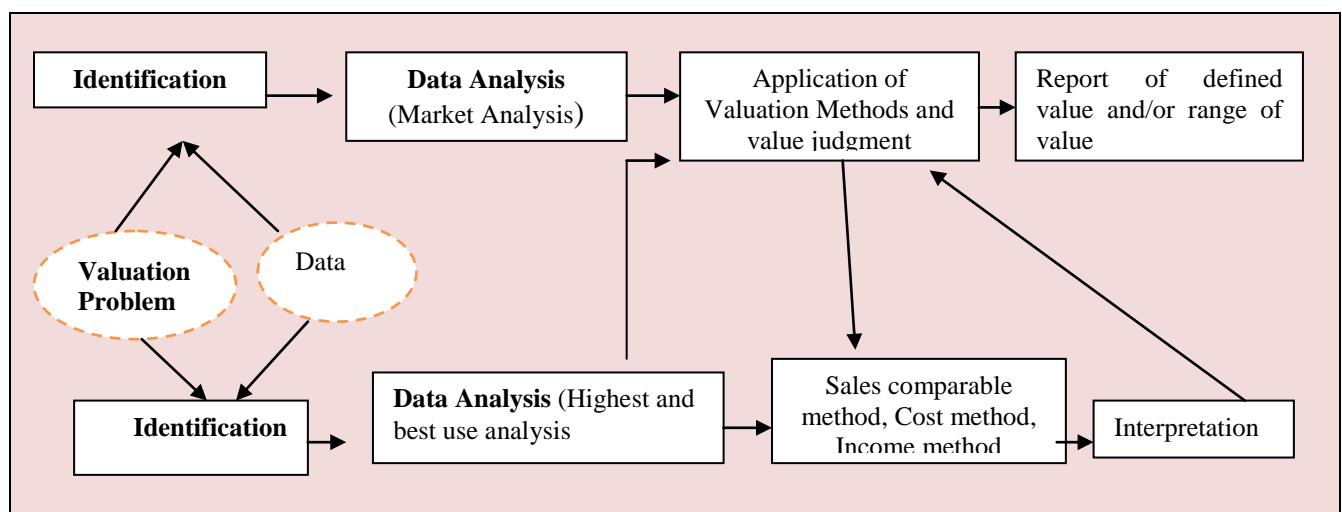 Identification
Data Analysis
(Market Analysis)
Application of
Valuation Methods and
value judgment
Report of defined
value and/or range of
value
Valuation
Problem
Data
Identification
Data Analysis (Highest and
best use analysis
Sales comparable
method, Cost method,
Income method
Interpretation